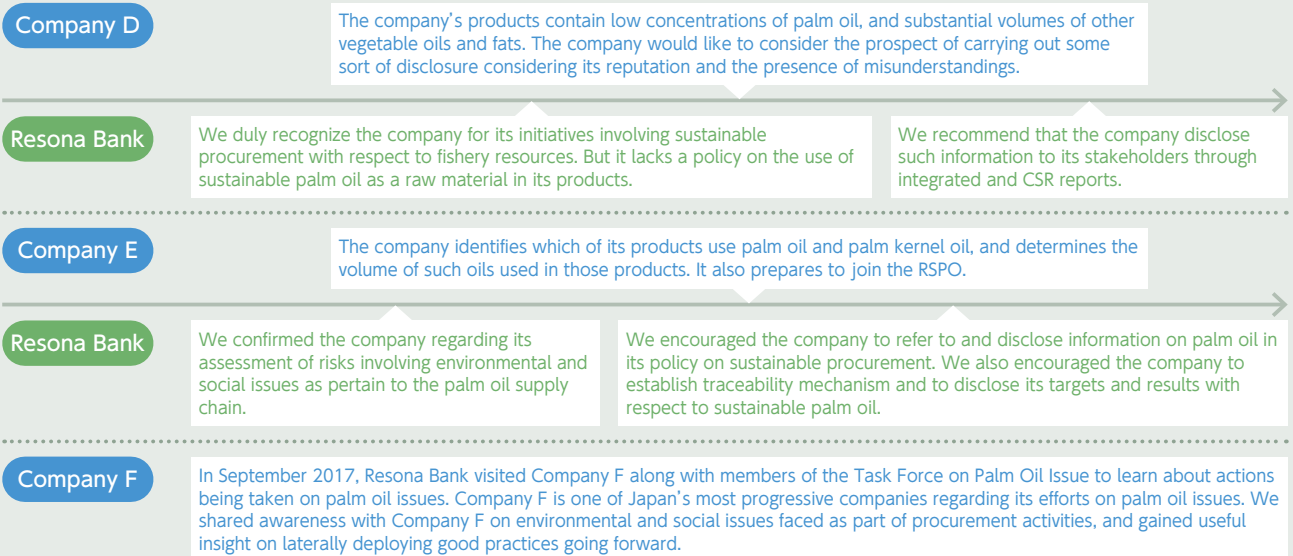 Company D
The company's products contain low concentrations of palm oil, and substantial volumes of other
vegetable oils and fats. The company would like to consider the prospect of carrying out some
sort of disclosure considering its reputation and the presence of misunderstandings.
Resona Bank
We duly recognize the company for its initiatives involving sustainable
procurement with respect to fishery resources. But it lacks a policy on the use of
sustainable palm oil as a raw material in its products.
We recommend that the company disclose
such information to its stakeholders through
integrated and CSR reports.
Company E
The company identifies which of its products use palm oil and palm kernel oil, and determines the
volume of such oils used in those products. It also prepares to join the RSPO.
Resona Bank
We confirmed the company regarding its
assessment of risks involving environmental and
social issues as pertain to the palm oil supply
chain.
We encouraged the company to refer to and disclose information on palm oil in
its policy on sustainable procurement. We also encouraged the company to
establish traceability mechanism and to disclose its targets and results with
respect to sustainable palm oil.
Company F
In September 2017, Resona Bank visited Company F along with members of the Task Force on Palm Oil Issue to learn about actions
being taken on palm oil issues. Company F is one of Japan's most progressive companies regarding its efforts on palm oil issues. We
shared awareness with Company F on environmental and social issues faced as part of procurement activities, and gained useful
insight on laterally deploying good practices going forward.